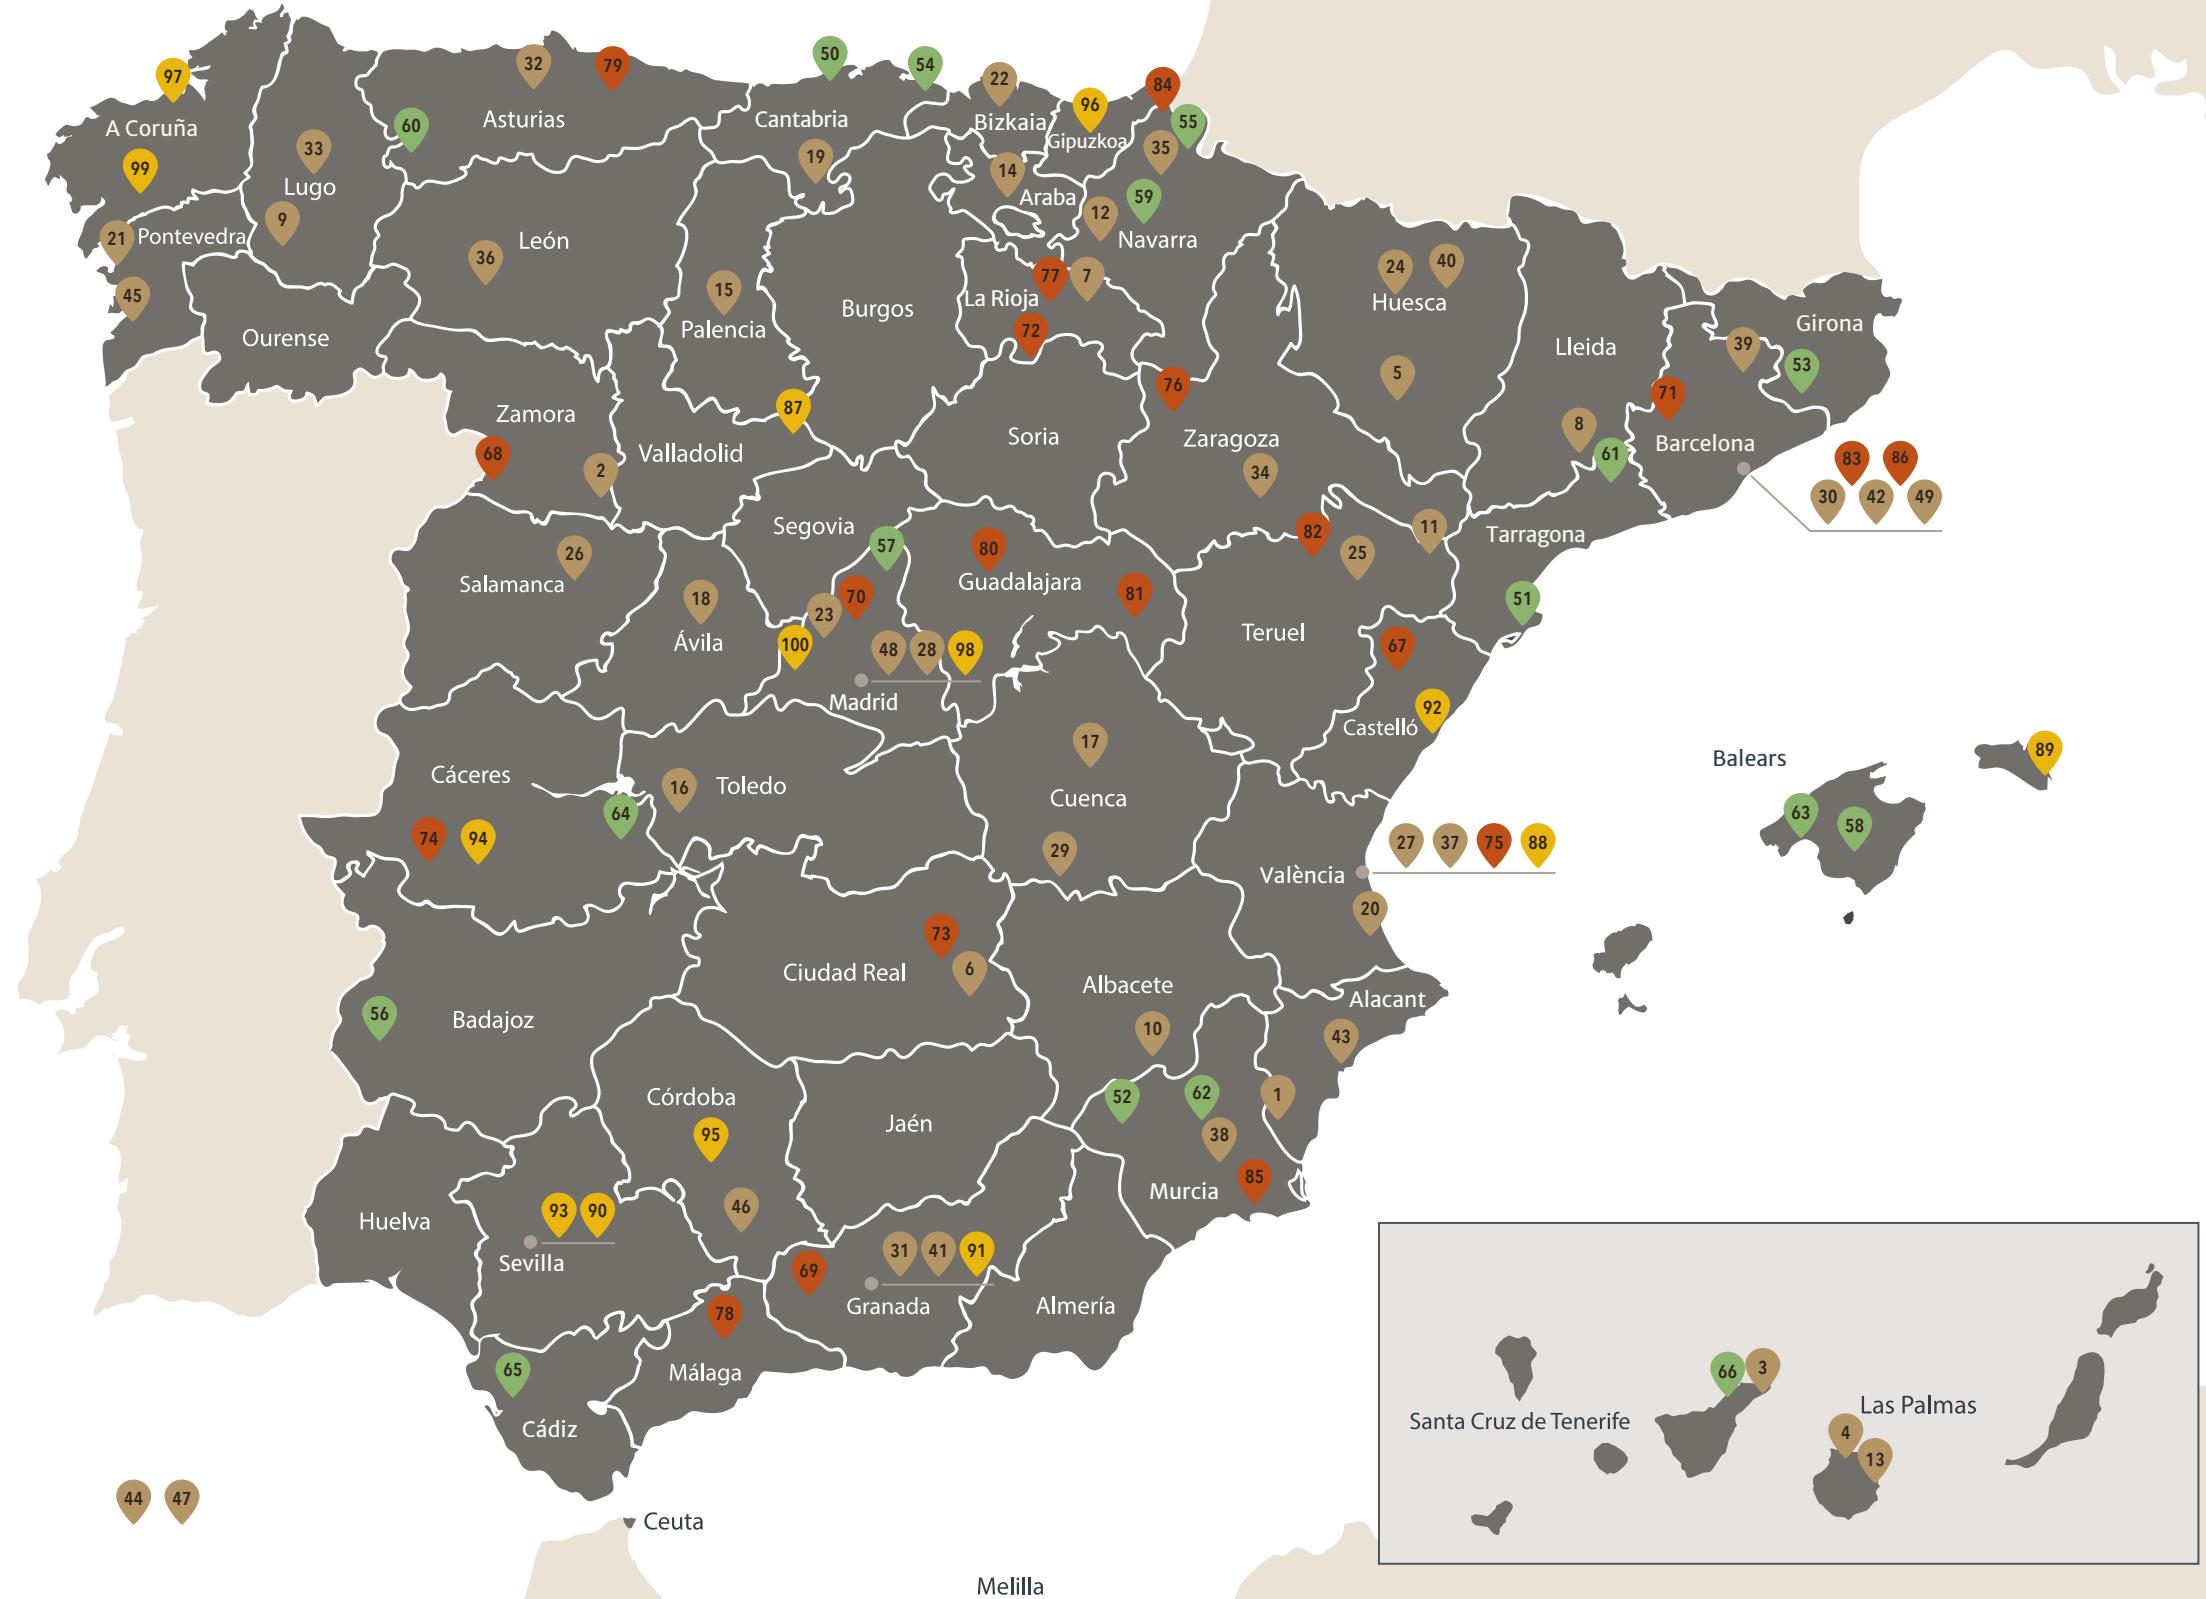 50
54
32
79
22
97
84
96
60
55
A Coruña
Asturias
Cantabria
Bizkaia
Gipuzkoa
33
19
35
99
14
Lugo
Araba
59
9
12
21
Pontevedra
León
Navarra
36
24
40
77
7
45
15
La Rioja
Huesca
Burgos
Palencia
72
Girona
Ourense
Lleida
39
53
5
76
71
87
Zamora
8
Soria
Zaragoza
Barcelona
68
Valladolid
61
83
86
2
34
30
42
49
Segovia
11
82
Tarragona
57
80
26
25
Salamanca
Guadalajara
18
70
81
51
23
Teruel
Ávila
100
48
28
98
67
Madrid
92
Castelló
17
89
Balears
Cáceres
16
Toledo
Cuenca
64
63
58
74
94
27
37
75
88
29
València
20
73
Ciudad Real
6
Albacete
Alacant
56
Badajoz
10
43
Córdoba
52
62
1
Jaén
95
38
85
Murcia
46
93
90
Huelva
31
41
91
Sevilla
69
Granada
Almería
78
65
Málaga
66
3
Las Palmas
Santa Cruz de Tenerife
Cádiz
4
13
44
47
Ceuta
Melilla